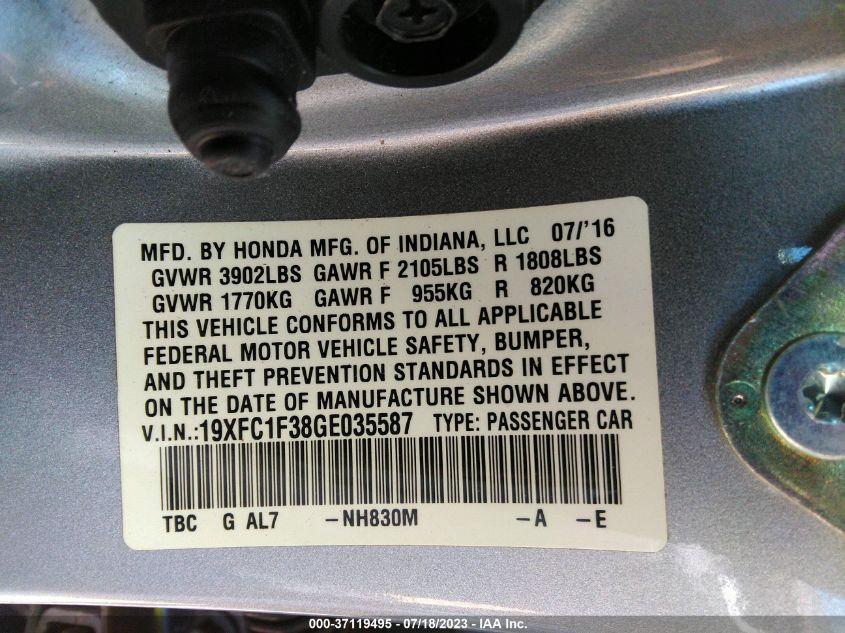 MFD. BY HONDA MFG. OF INDIANA, LLC 07/'16
GVWR 3902LBS GAWR F 2105LBS R 1808LBS
GVWR 1770KG GAWR F 955KG R 820KG
THIS VEHICLE CONFORMS TO ALL APPLICABLE
FEDERAL MOTOR VEHICLE SAFETY, BUMPER,
AND THEFT PREVENTION STANDARDS IN EFFECT
ON THE DATE OF MANUFACTURE SHOWN ABOVE.
V.I.N.:19XFC1F38GE035587 TYPE: PASSENGER CAR
TBC G AL7 -NH830M -A -E
000-37119495 - 07/18/2023 - IAA Inc.